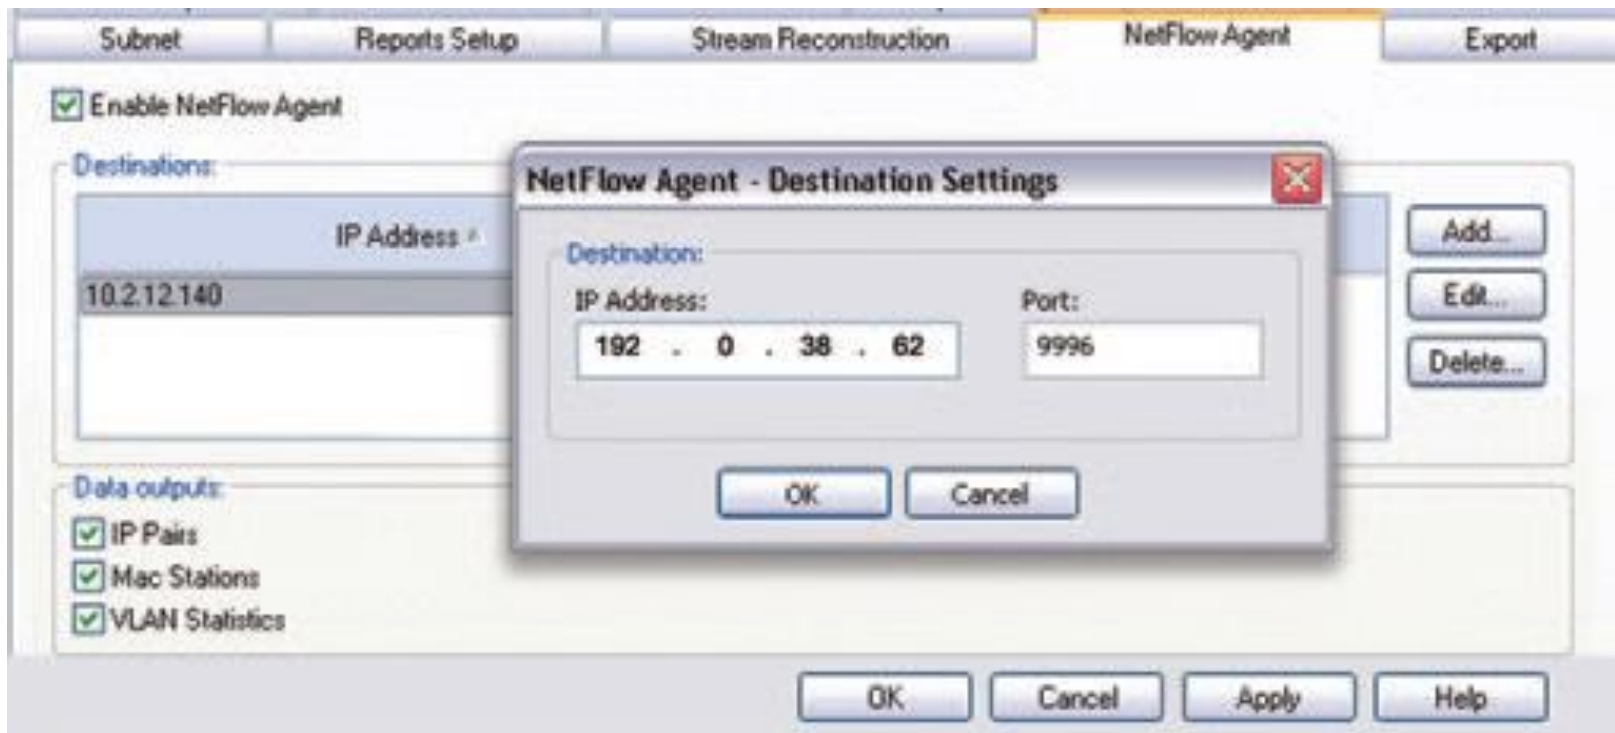 Subnet Reports Setup Stream Reconstruction NetFlow Agent Export
Enable NetFlow Agent
Destinations:
NetFlow Agent - Destination Settings
IP Address
Add...
Destination:
10.2.12.140
IP Address: Port:
Edit...
192 . 0 . 38 . 62 9996
Delete...
OK Cancel
Data outputs:
IP Pairs
Mac Stations
VLAN Statistics
OK Cancel Apply Help